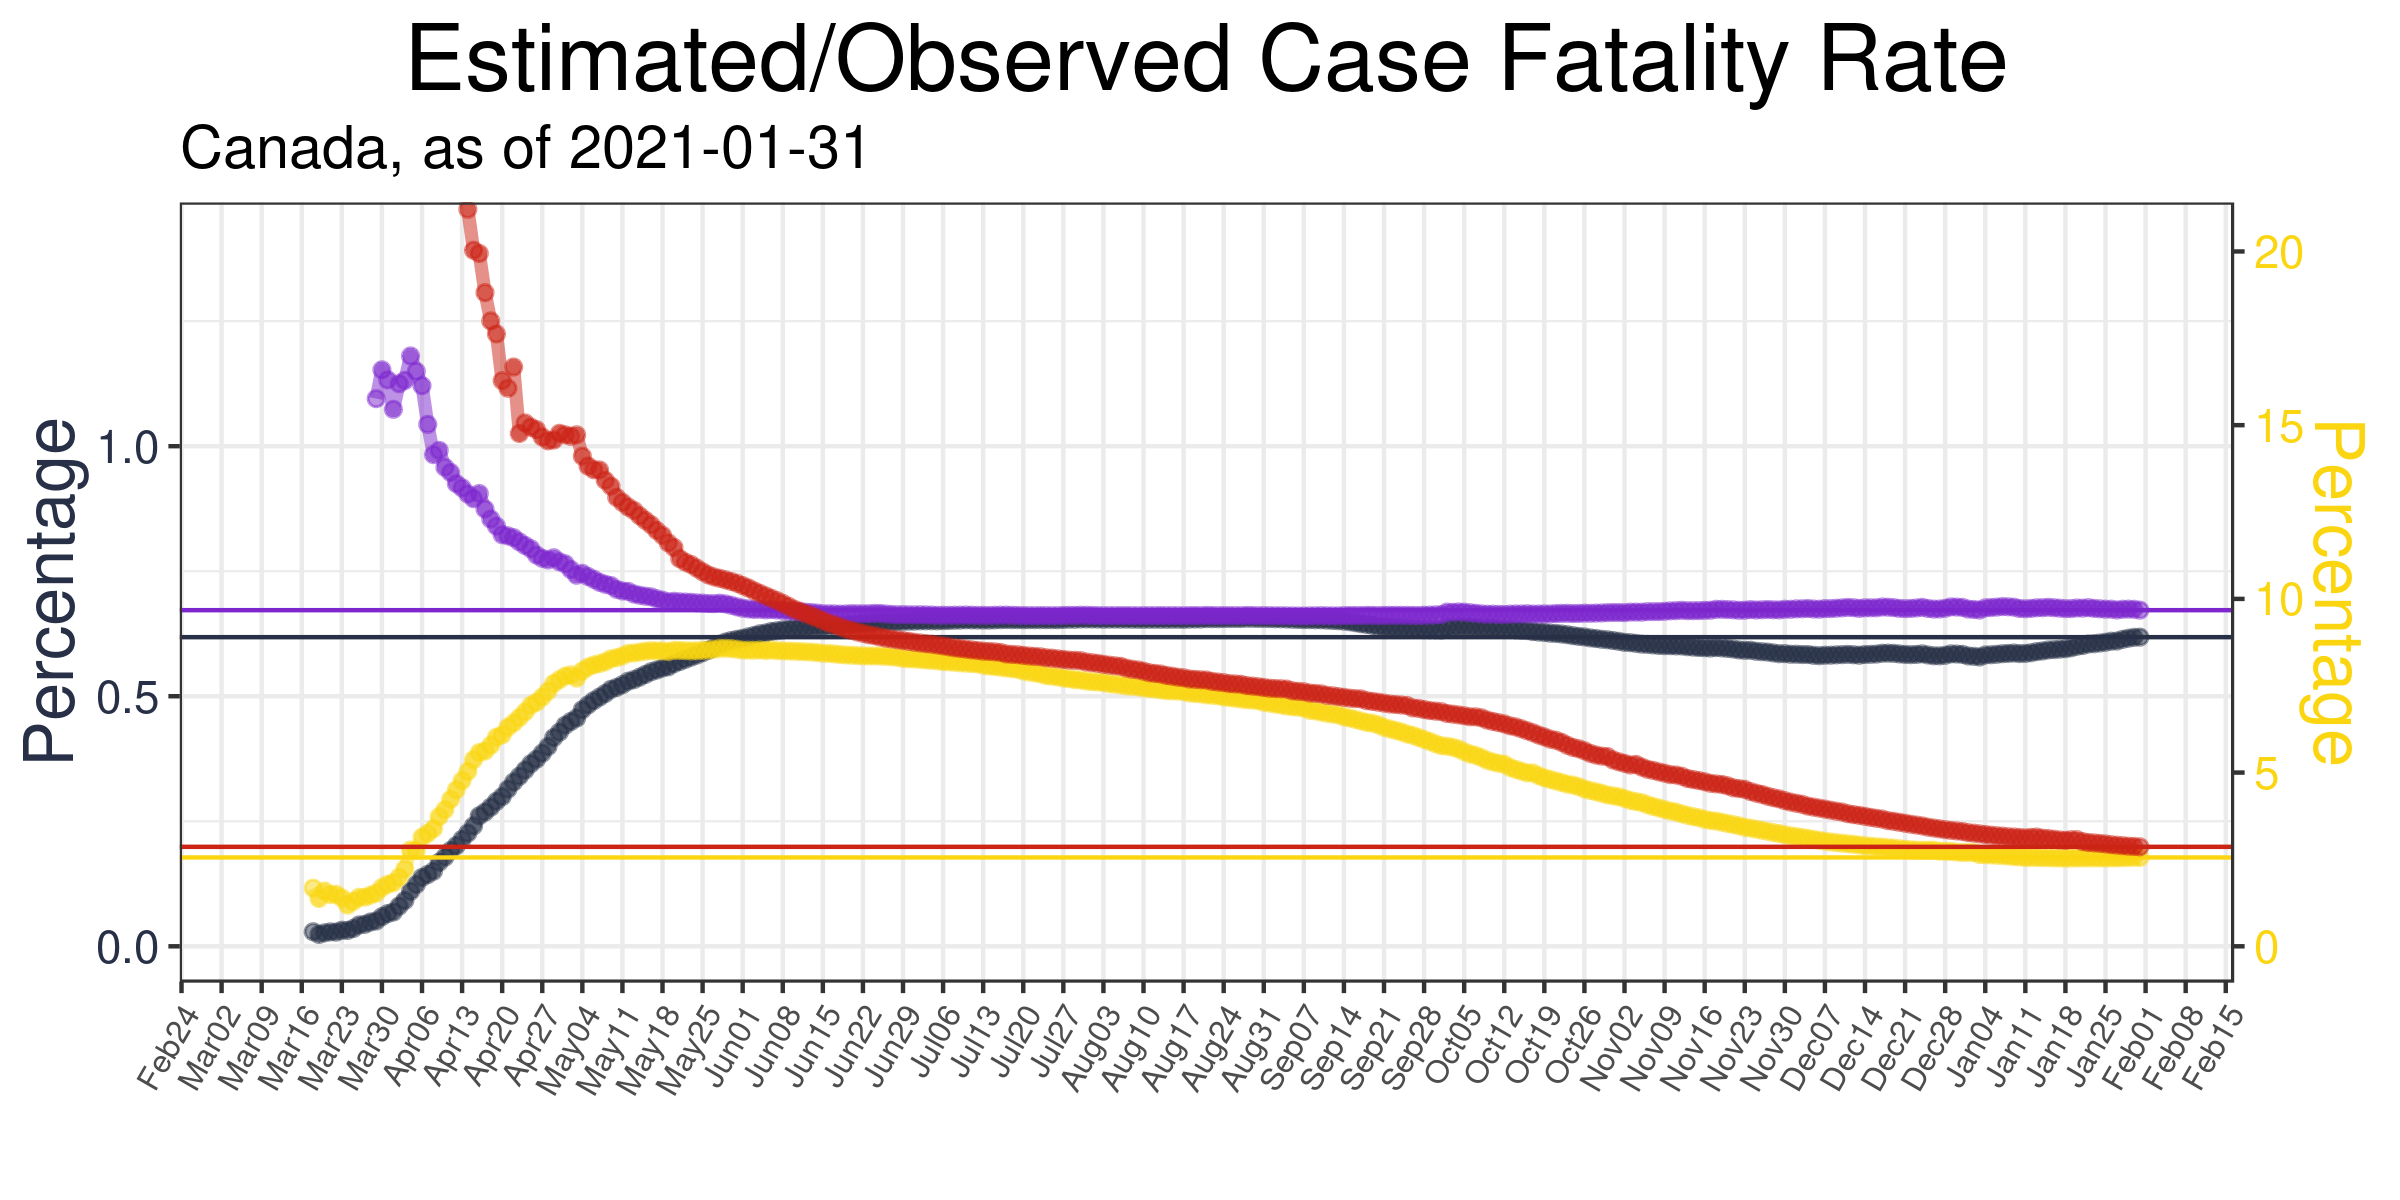 Estimated/Observed Case Fatality Rate
Canada, as of 2021-01-31
Percentage
1.0
0.5
0.0
20
15
10
5
0
Percentage
Feb24
Mar02
Mar09
Mar16
Mar23
Mar30
Apr06
Apr13
Apr20
Apr27
May04
May11
May18
May25
Jun01
Jun08
Jun15
Jun22
Jun29
Jul06
Jul13
Jul20
Jul27
Aug03
Aug10
Aug17
Aug24
Aug31
Sep07
Sep14
Sep21
Sep28
Oct05
Oct12
Oct19
Oct26
Nov02
Nov09
Nov16
Nov23
Nov30
Dec07
Dec14
Dec21
Dec28
Jan04
Jan11
Jan18
Jan25
Feb01
Feb08
Feb15